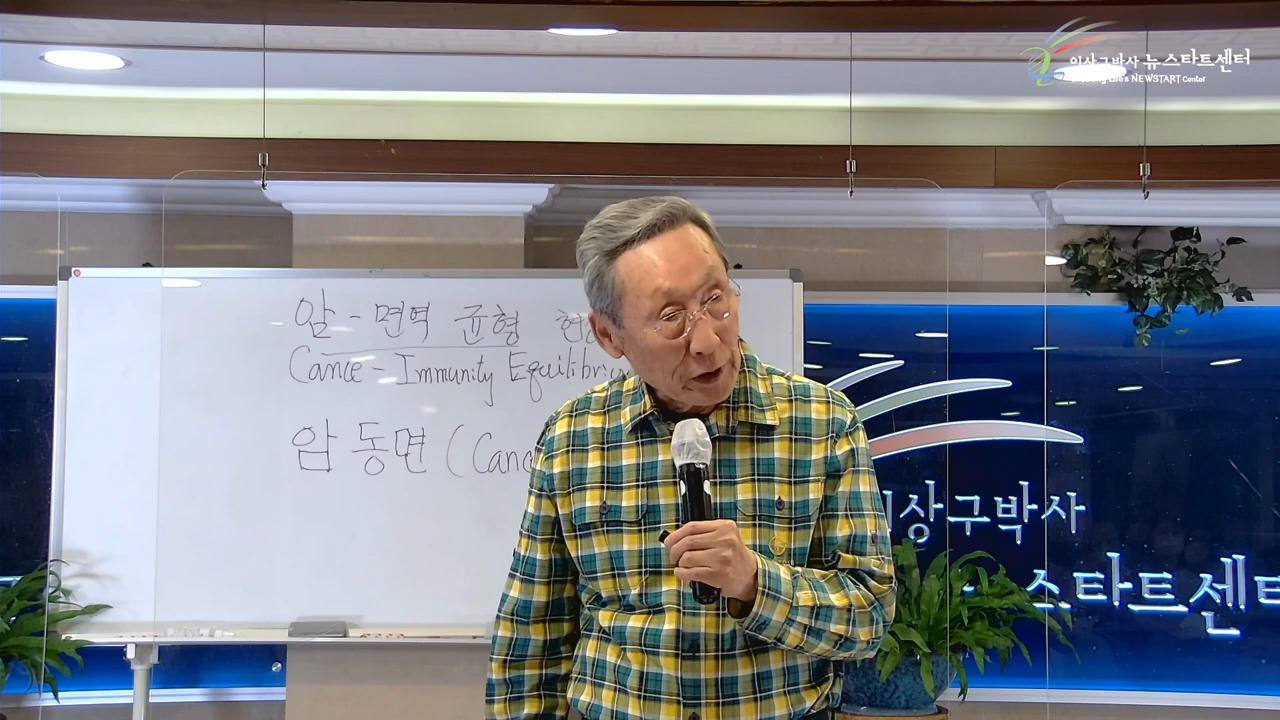 이상구박사 뉴스타트센터
NEWSTART Center
암 - 면역 균형
Cance - Immunity Equilibriu
암 동면 (Canc
상구박사
스타트센터